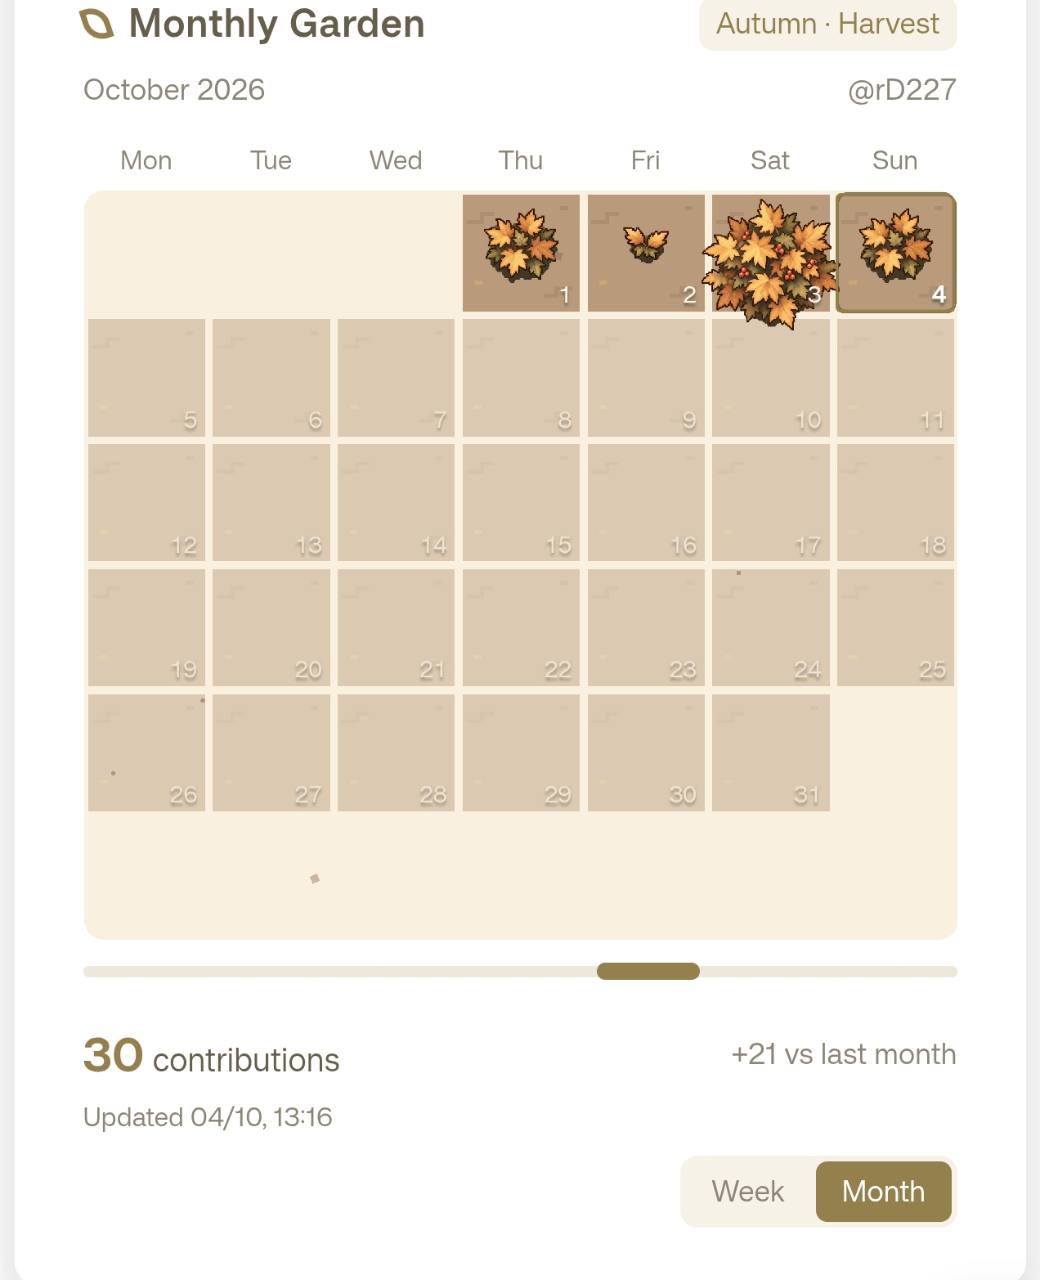 Monthly Garden
Autumn · Harvest
October 2026
@rD227
Mon Tue Wed Thu Fri Sat Sun
1 2 3 4
5 6 7 8 9 10 11
12 13 14 15 16 17 18
19 20 21 22 23 24 25
26 27 28 29 30 31
30 contributions
+21 vs last month
Updated 04/10, 13:16
Week Month